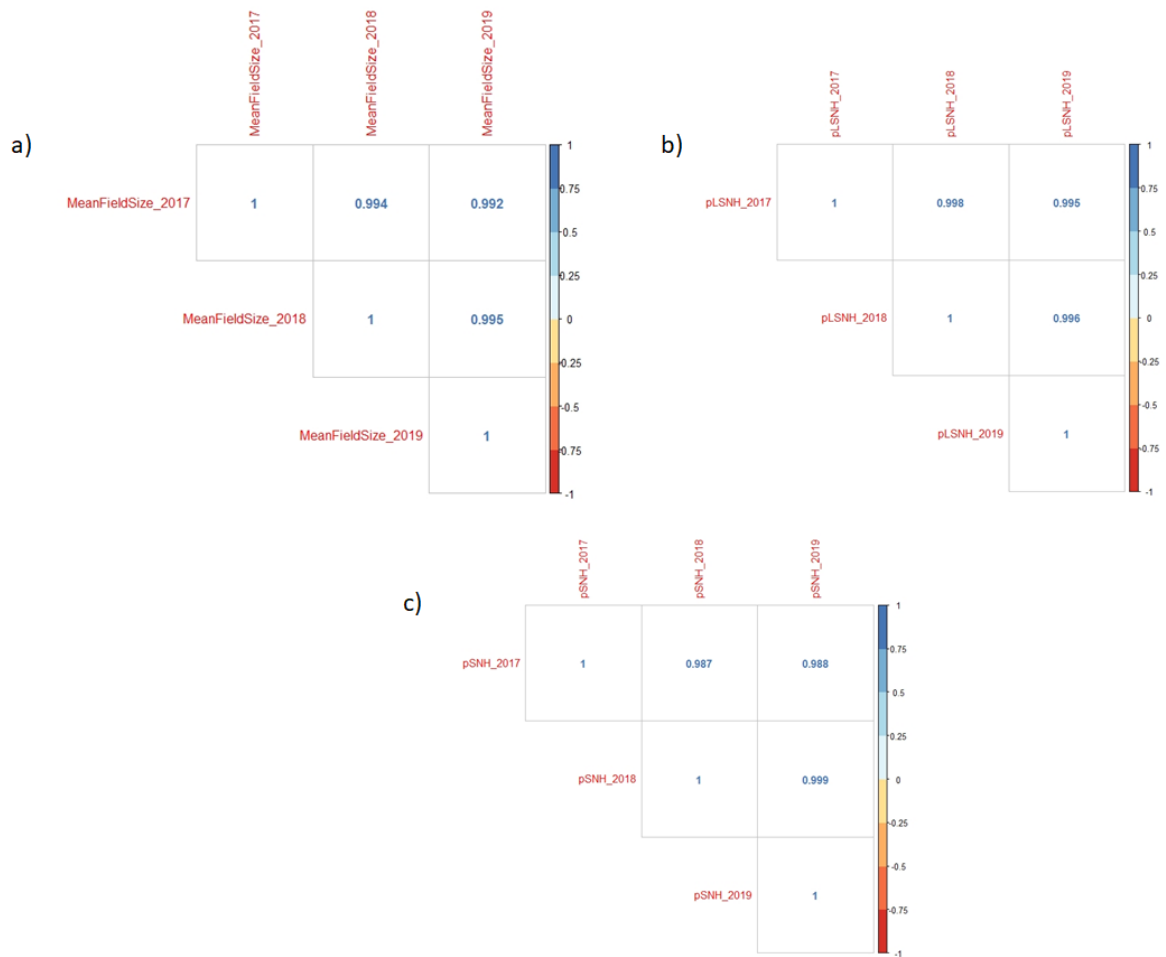 a)
MeanFieldSize_2017
MeanFieldSize_2018
MeanFieldSize_2019
MeanFieldSize_2017 1 0.994 0.992
MeanFieldSize_2018 1 0.995
MeanFieldSize_2019 1
1
0.75
0.5
0.25
0
-0.25
-0.5
-0.75
-1
b)
pLSNH_2017
pLSNH_2018
pLSNH_2019
pLSNH_2017 1 0.998 0.995
pLSNH_2018 1 0.996
pLSNH_2019 1
1
0.75
0.5
0.25
0
-0.25
-0.5
-0.75
-1
c)
pSNH_2017
pSNH_2018
pSNH_2019
pSNH_2017 1 0.987 0.988
pSNH_2018 1 0.999
pSNH_2019 1
1
0.75
0.5
0.25
0
-0.25
-0.5
-0.75
-1